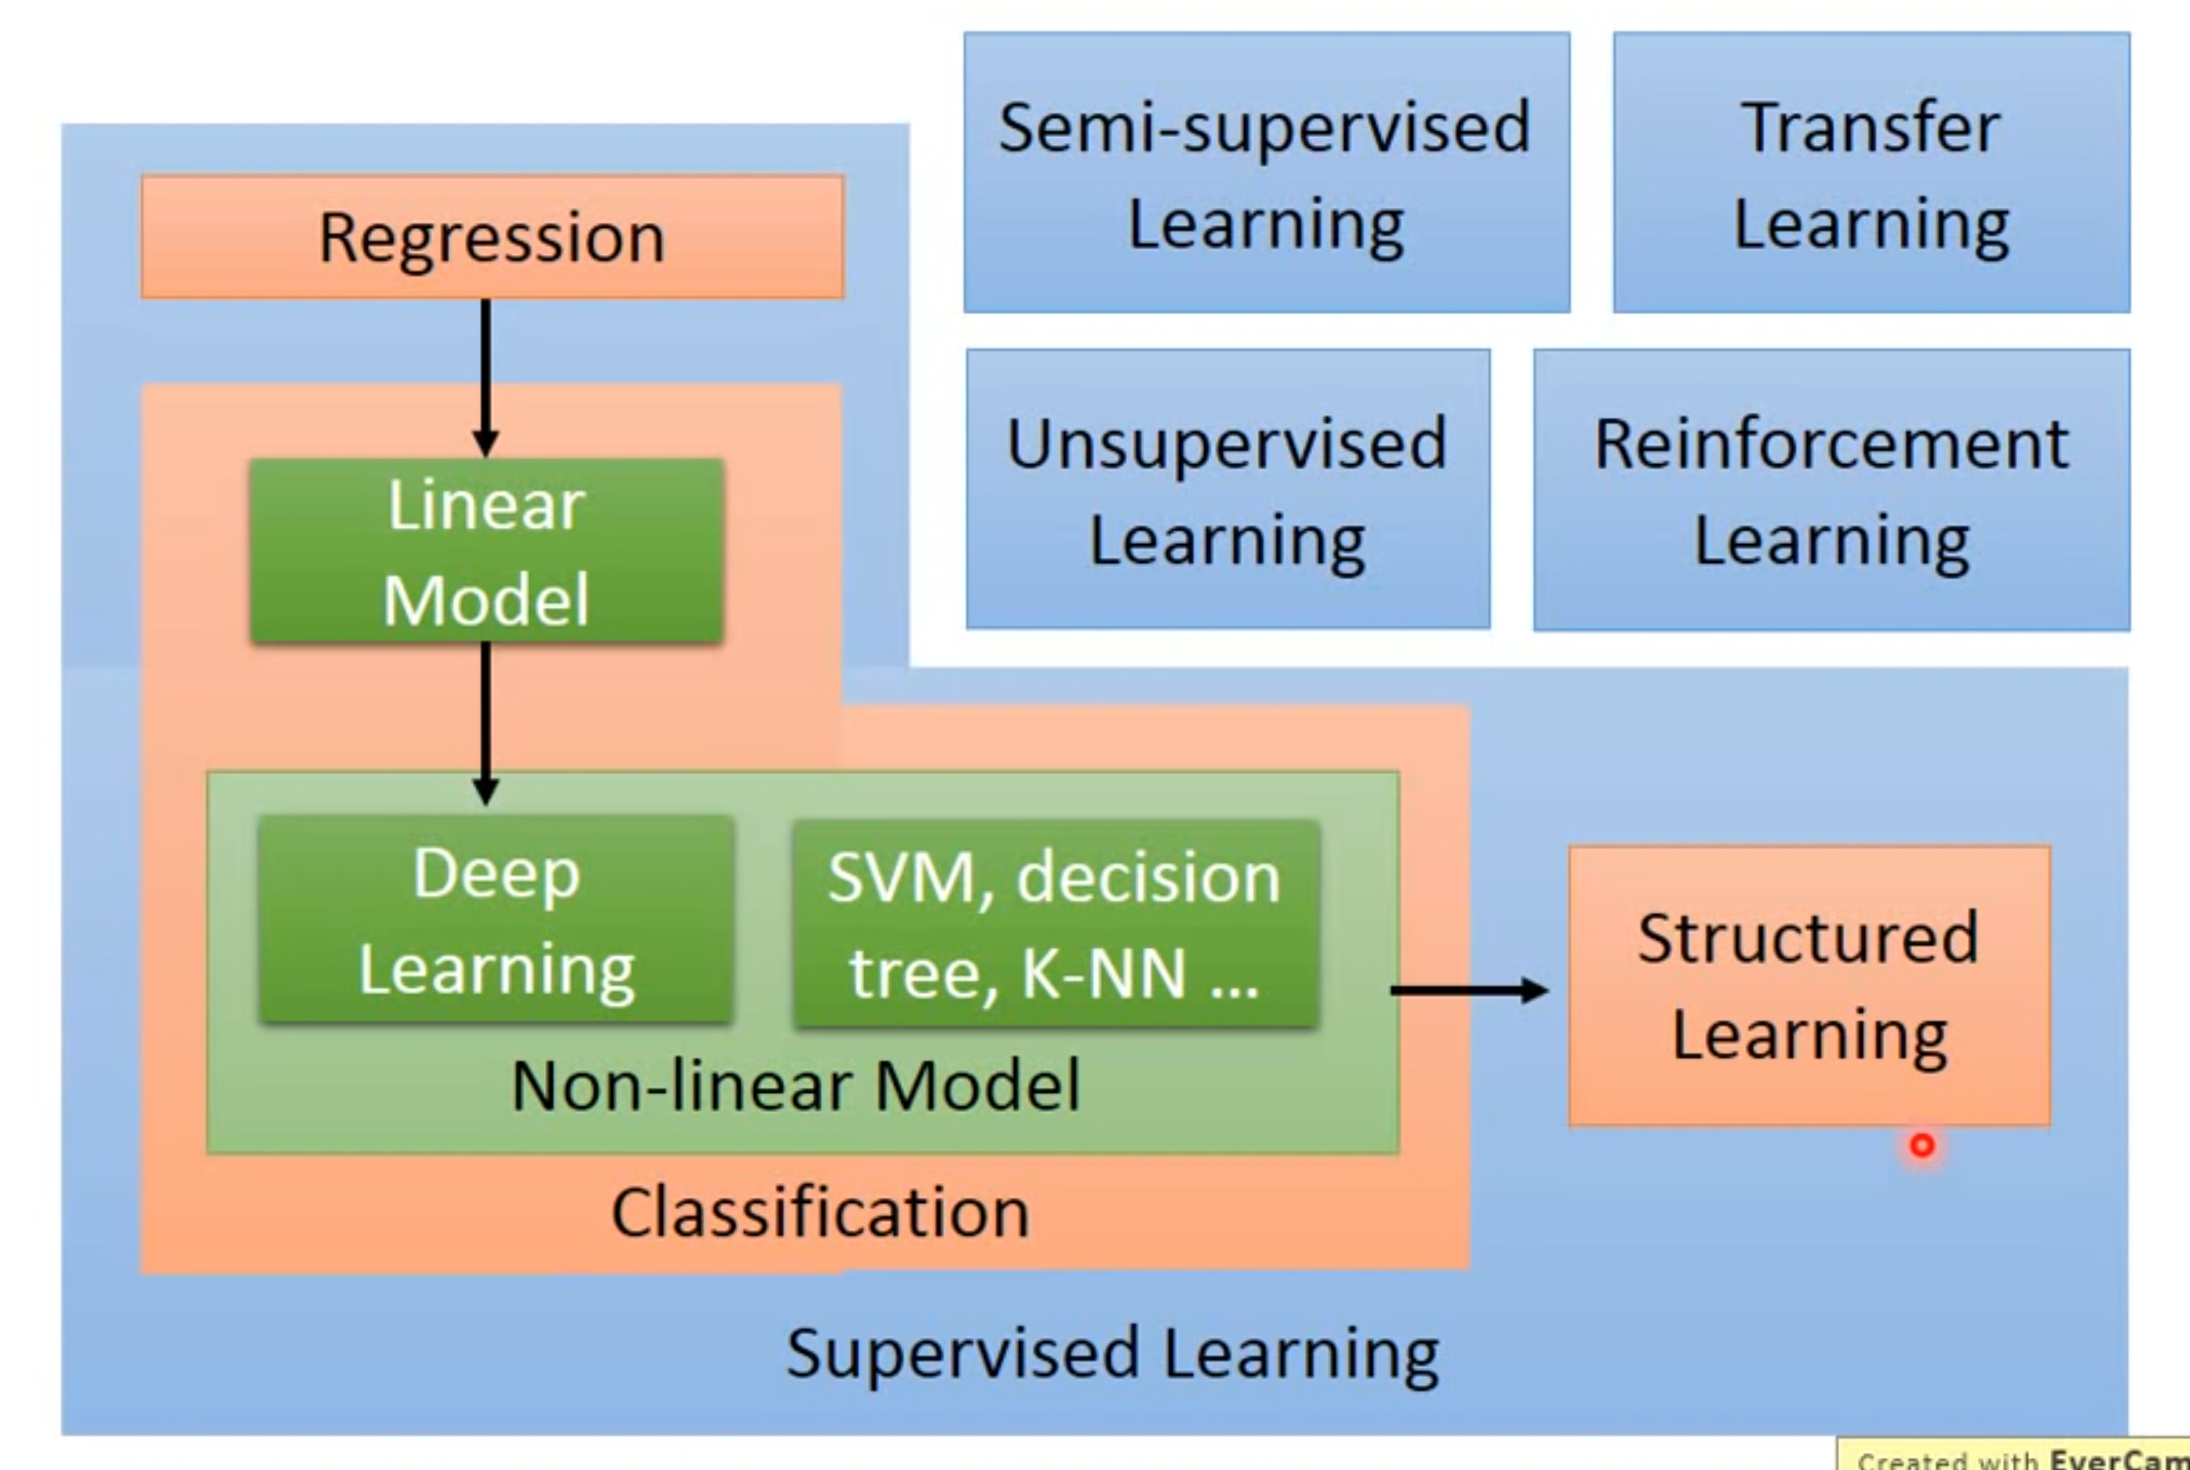 Semi-supervised
Learning
Transfer
Learning
Regression
Unsupervised
Learning
Reinforcement
Learning
Linear
Model
Deep
Learning
SVM, decision
tree, K-NN ...
Non-linear Model
Classification
Structured
Learning
Supervised Learning
Created with EverCam